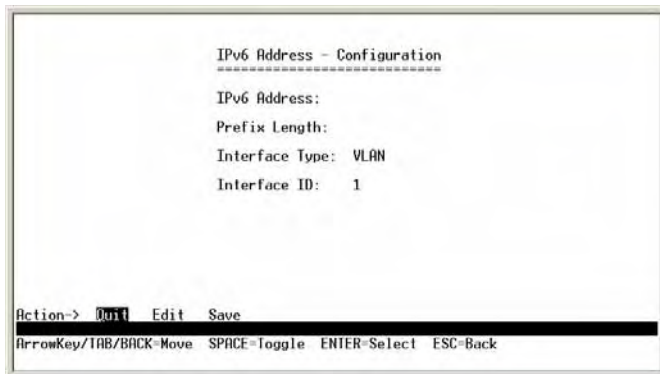 IPv6 Address - Configuration
============================
IPv6 Address:
Prefix Length:
Interface Type: VLAN
Interface ID: 1
Action-> Quit Edit Save
ArrowKey/TAB/BACK=Move SPACE=Toggle ENTER=Select ESC=Back